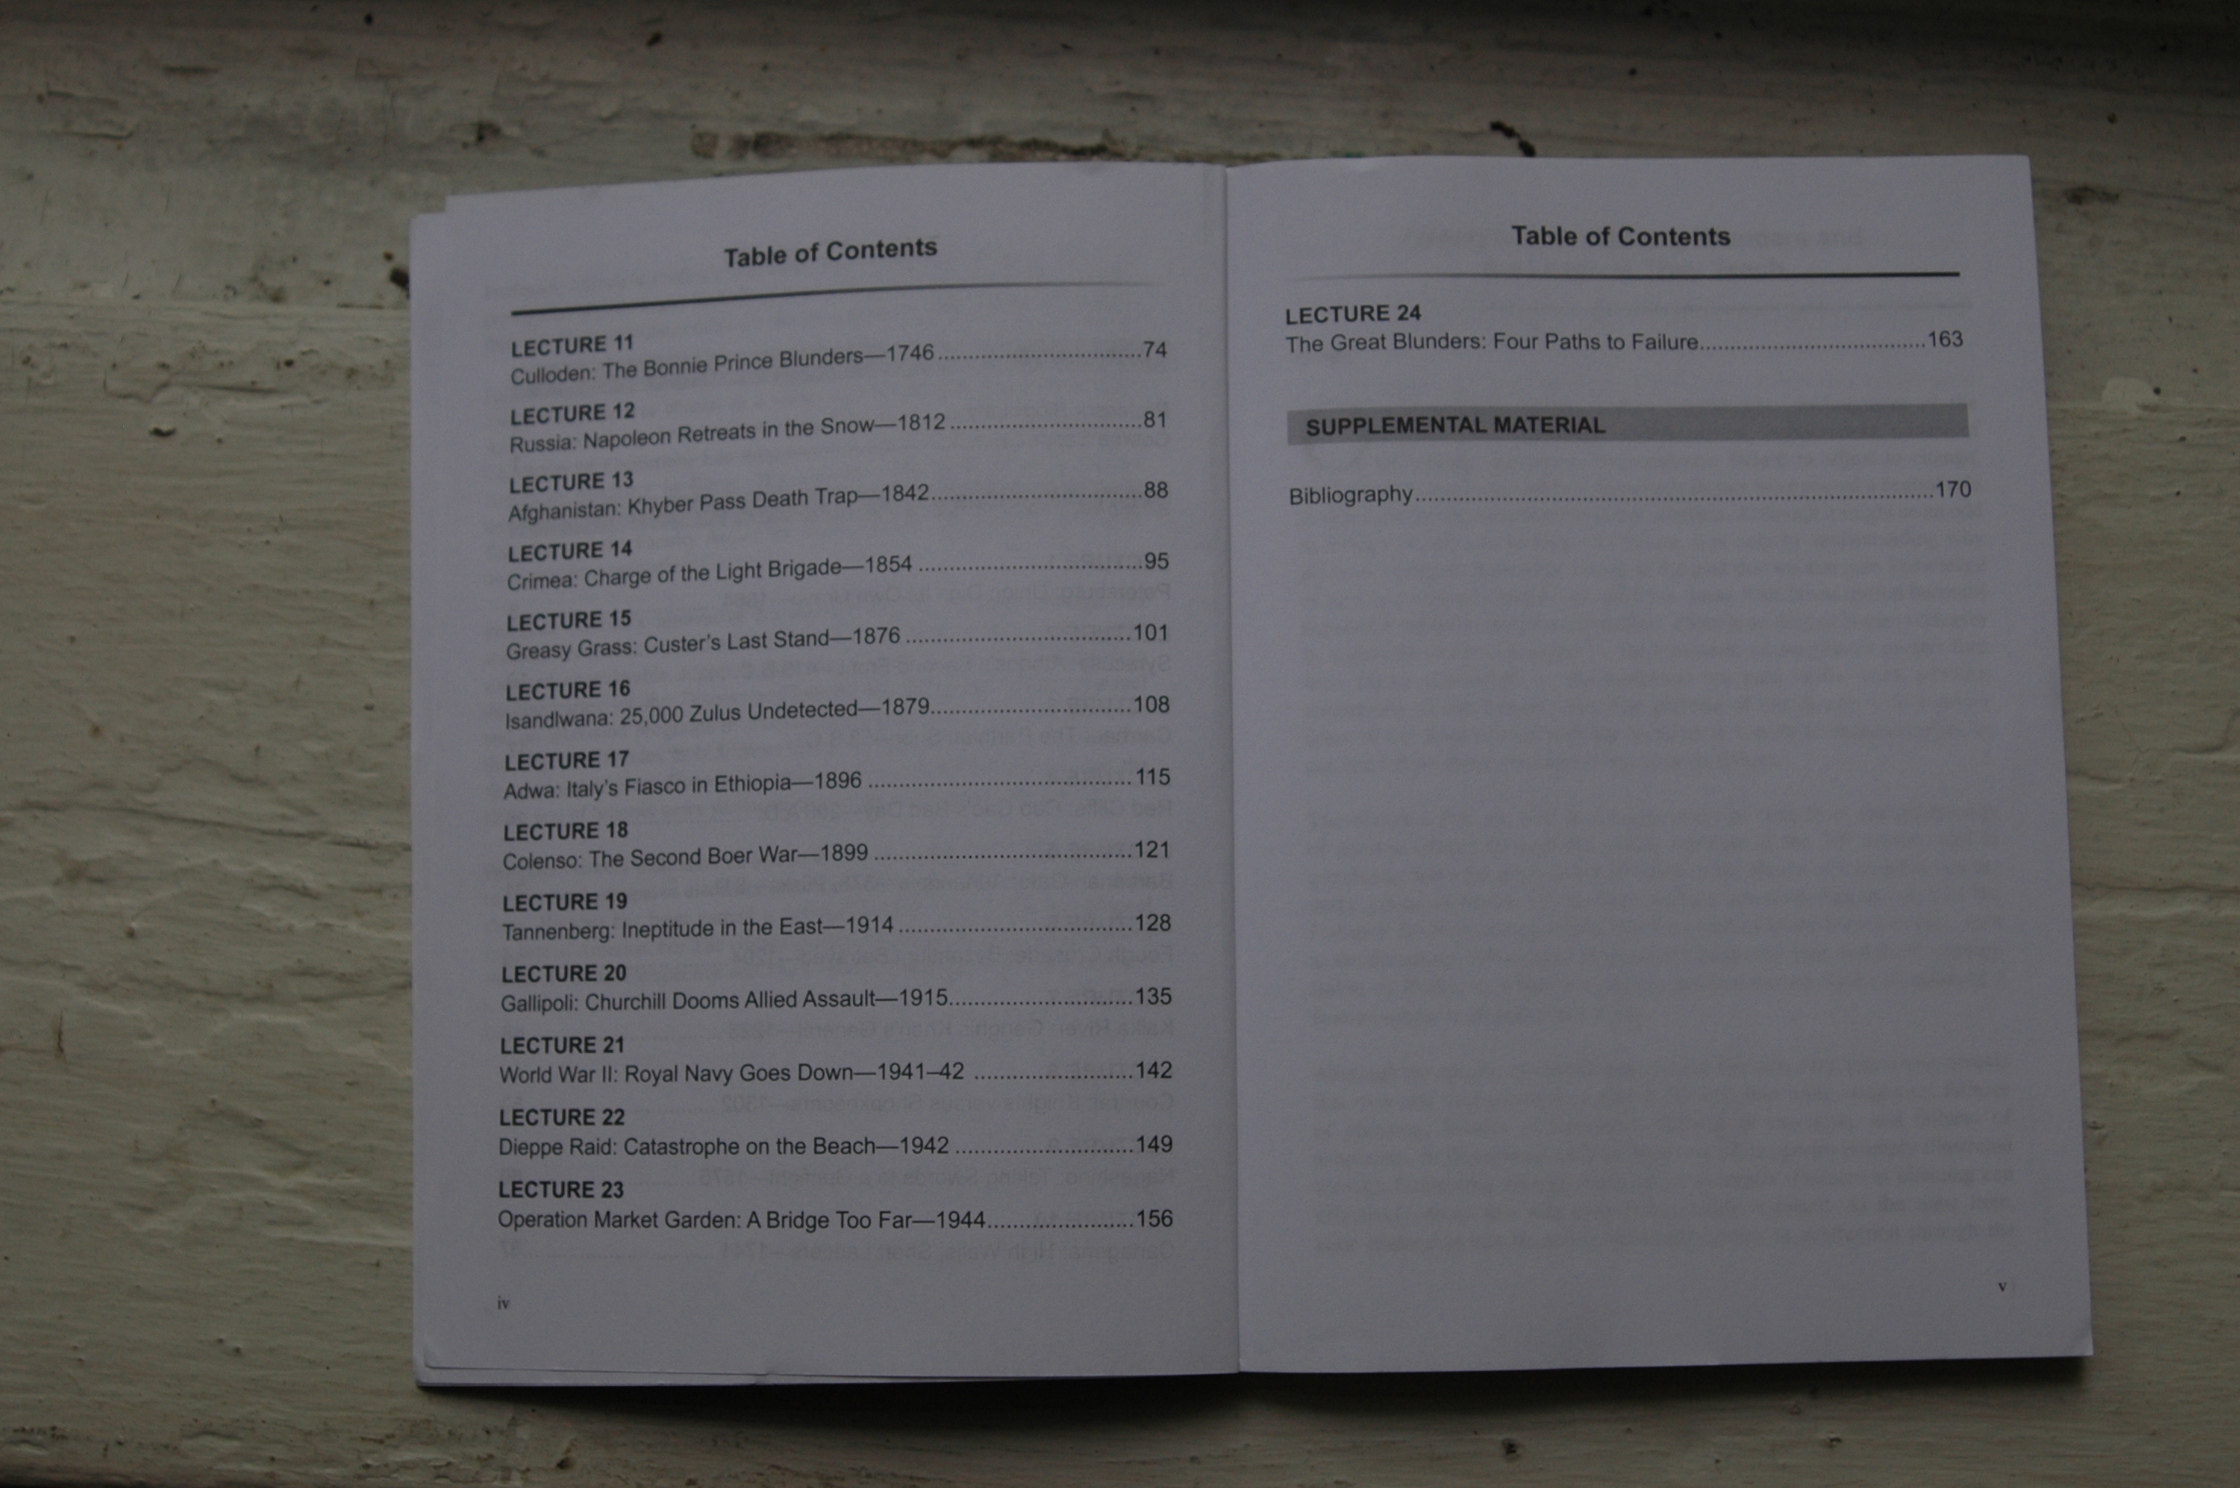 Table of Contents
LECTURE 11
Culloden: The Bonnie Prince Blunders—1746........................................74
LECTURE 12
Russia: Napoleon Retreats in the Snow—1812........................................81
LECTURE 13
Afghanistan: Khyber Pass Death Trap—1842........................................88
LECTURE 14
Crimea: Charge of the Light Brigade—1854........................................95
LECTURE 15
Greasy Grass: Custer's Last Stand—1876........................................101
LECTURE 16
Isandlwana: 25,000 Zulus Undetected—1879........................................108
LECTURE 17
Adwa: Italy's Fiasco in Ethiopia—1896........................................115
LECTURE 18
Colenso: The Second Boer War—1899........................................121
LECTURE 19
Tannenberg: Ineptitude in the East—1914........................................128
LECTURE 20
Gallipoli: Churchill Dooms Allied Assault—1915........................................135
LECTURE 21
World War II: Royal Navy Goes Down—1941–42........................................142
LECTURE 22
Dieppe Raid: Catastrophe on the Beach—1942........................................149
LECTURE 23
Operation Market Garden: A Bridge Too Far—1944........................................156
iv
Table of Contents
LECTURE 24
The Great Blunders: Four Paths to Failure........................................163
SUPPLEMENTAL MATERIAL
Bibliography........................................170
v